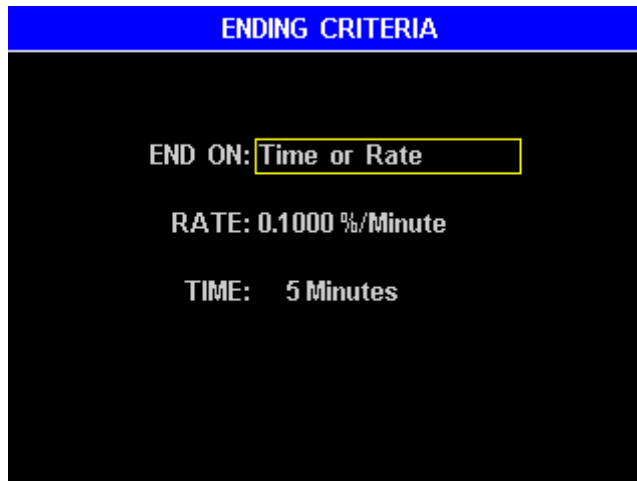 ENDING CRITERIA
END ON: Time or Rate
RATE: 0.1000 %/Minute
TIME: 5 Minutes